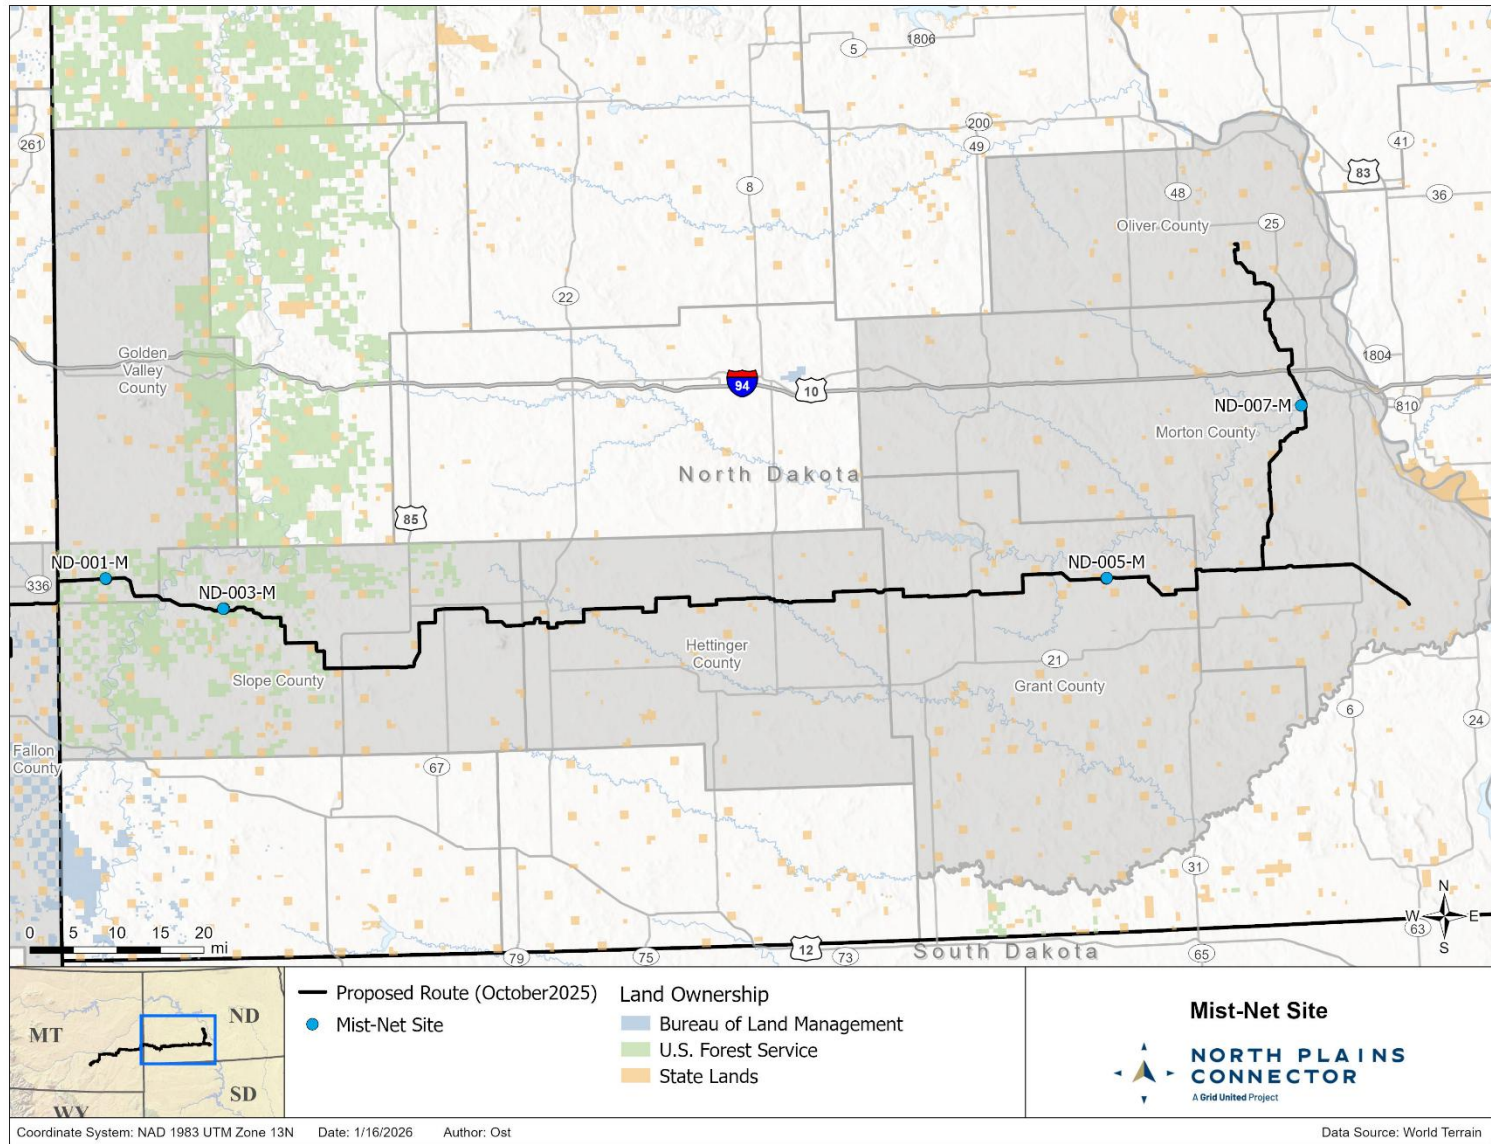 5
1806
261
200
49
41
83
8
48
36
Oliver County
25
22
Golden
Valley
County
1804
94
10
ND-007-M
810
Morton County
North Dakota
85
ND-001-M
ND-005-M
336
ND-003-M
Hettinger
County
21
Slope County
Grant County
6
24
Fallon
County
67
31
N
W
E
S
63
0 5 10 15 20
mi
79
75
12
73
South Dakota
65
MT
ND
SD
WY
Proposed Route (October2025)
Mist-Net Site
Land Ownership
Bureau of Land Management
U.S. Forest Service
State Lands
Mist-Net Site
NORTH PLAINS
CONNECTOR
A Grid United Project
Coordinate System: NAD 1983 UTM Zone 13N Date: 1/16/2026 Author: Ost
Data Source: World Terrain